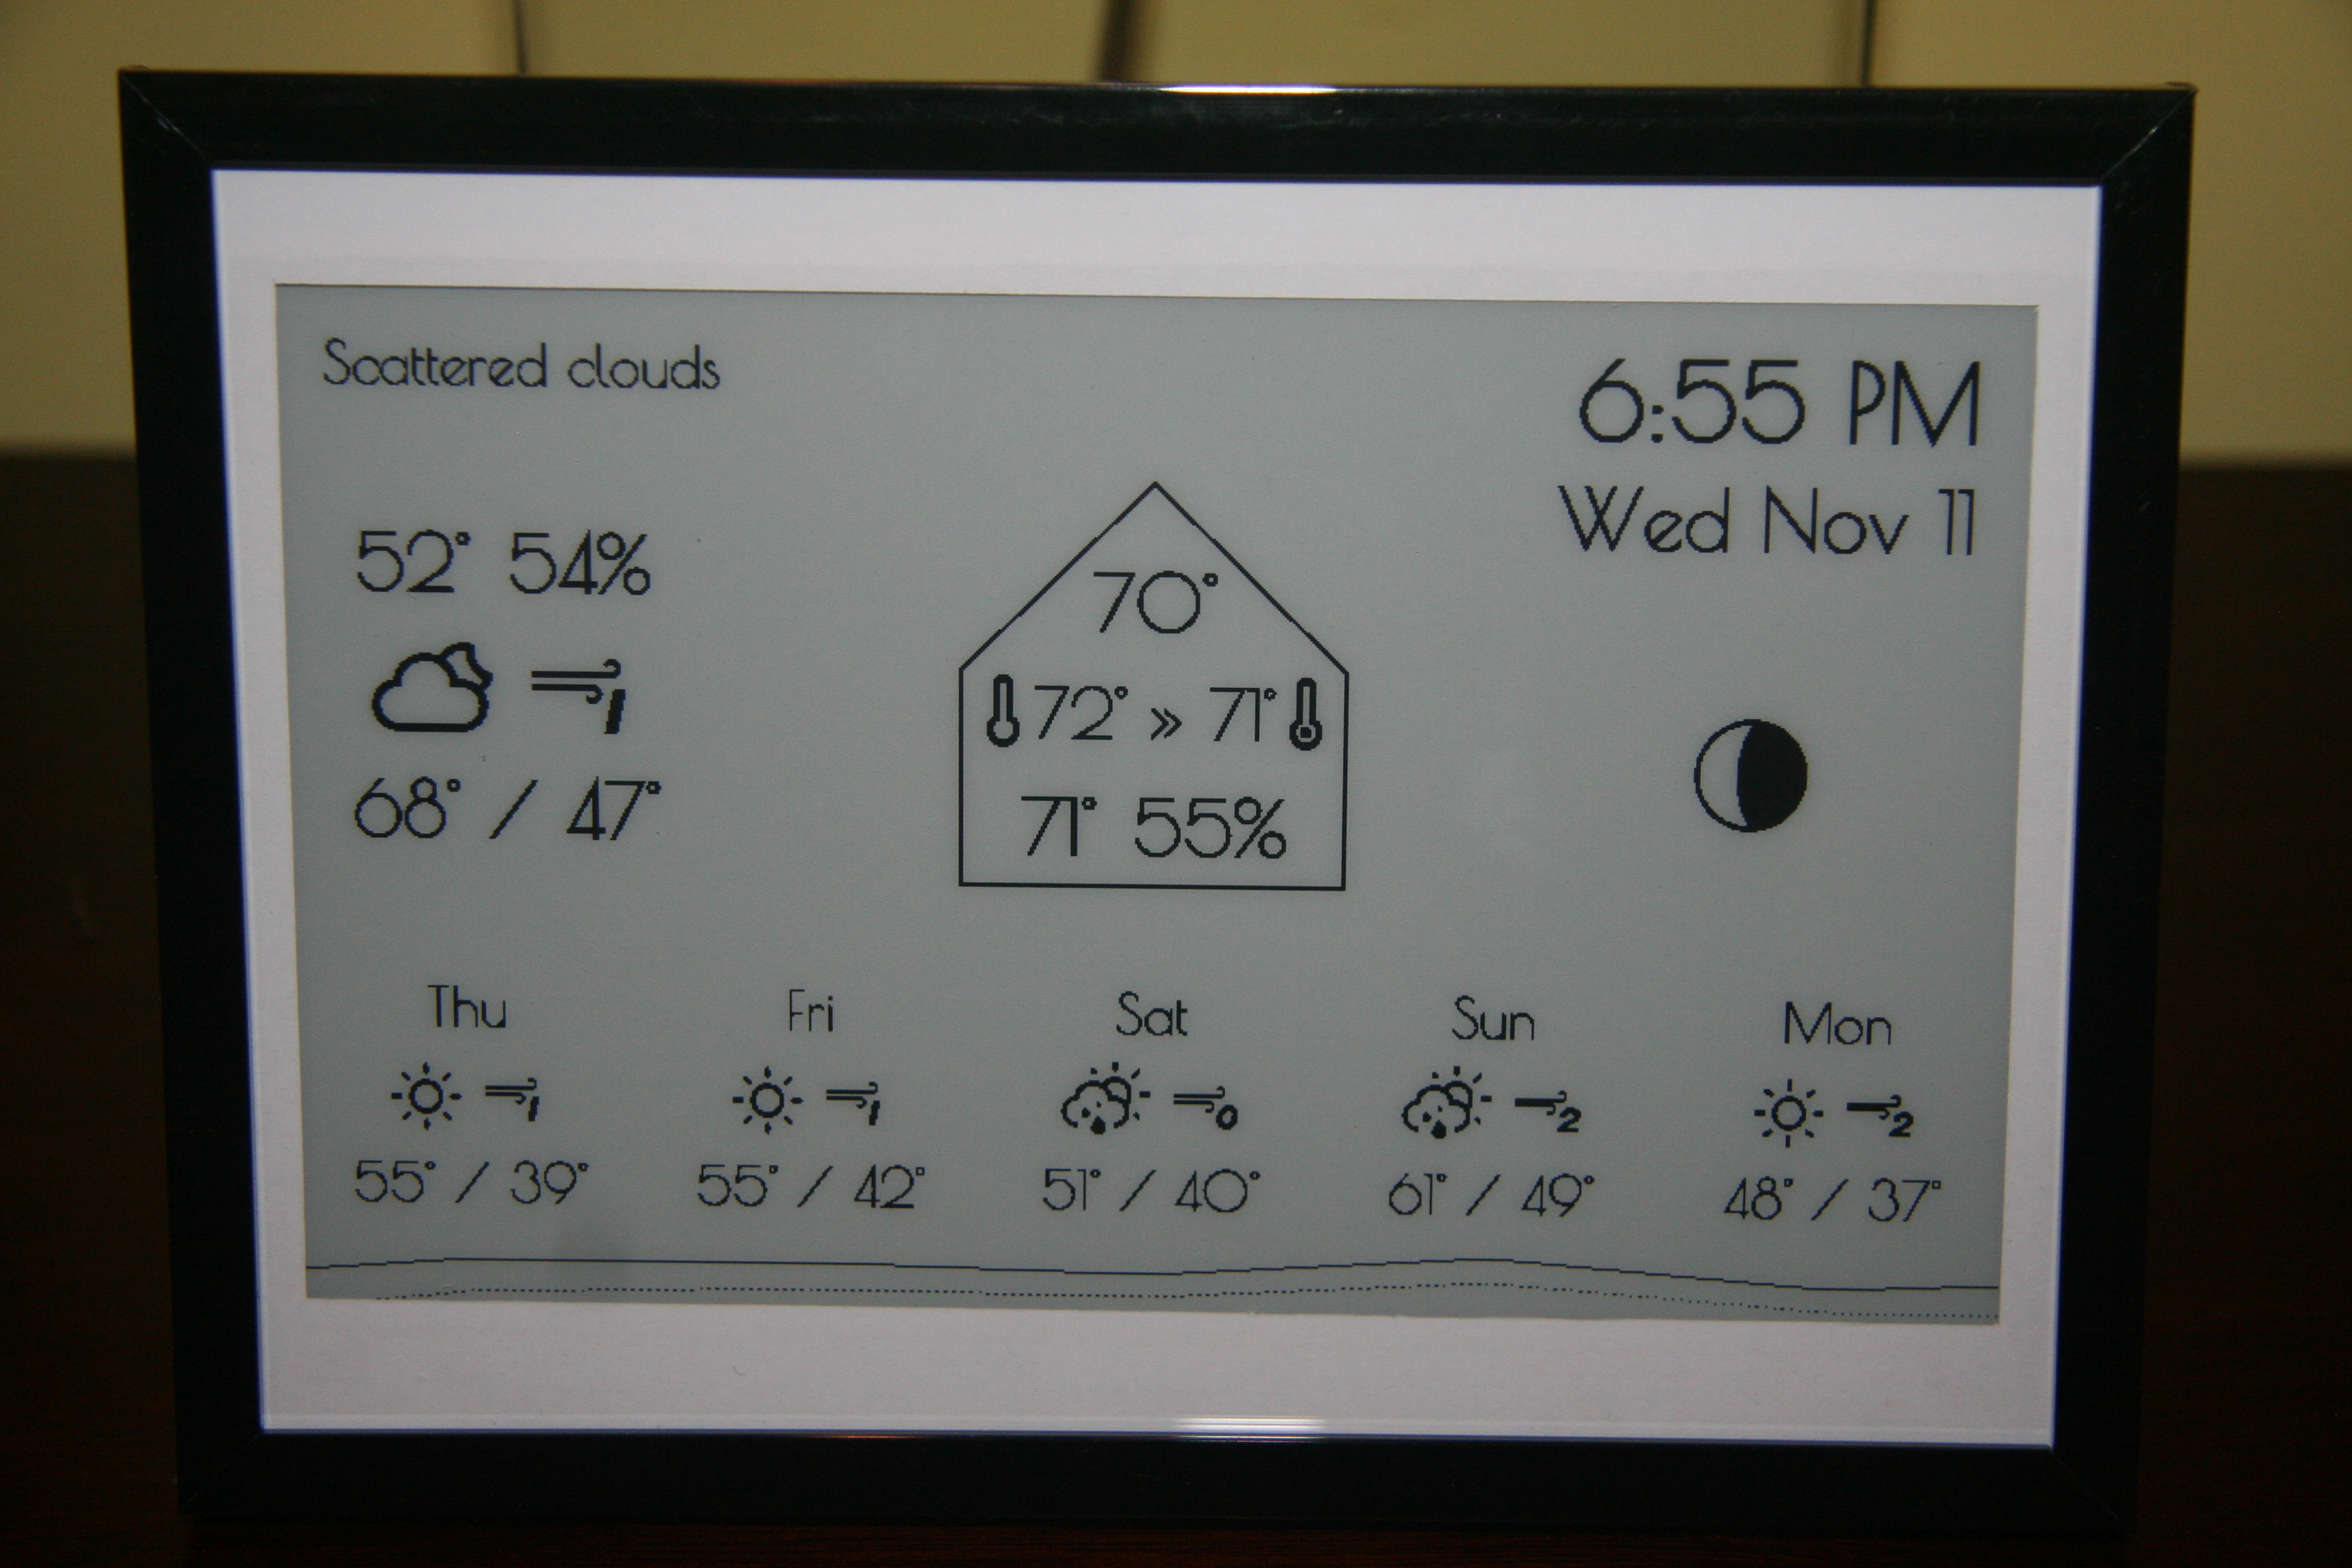 Scattered clouds
6:55 PM
Wed Nov 11
52° 54%
1
68° / 47°
70°
72° » 71°
71° 55%
Thu Fri Sat Sun Mon
1 1 0 2 2
55° / 39° 55° / 42° 51° / 40° 61° / 49° 48° / 37°